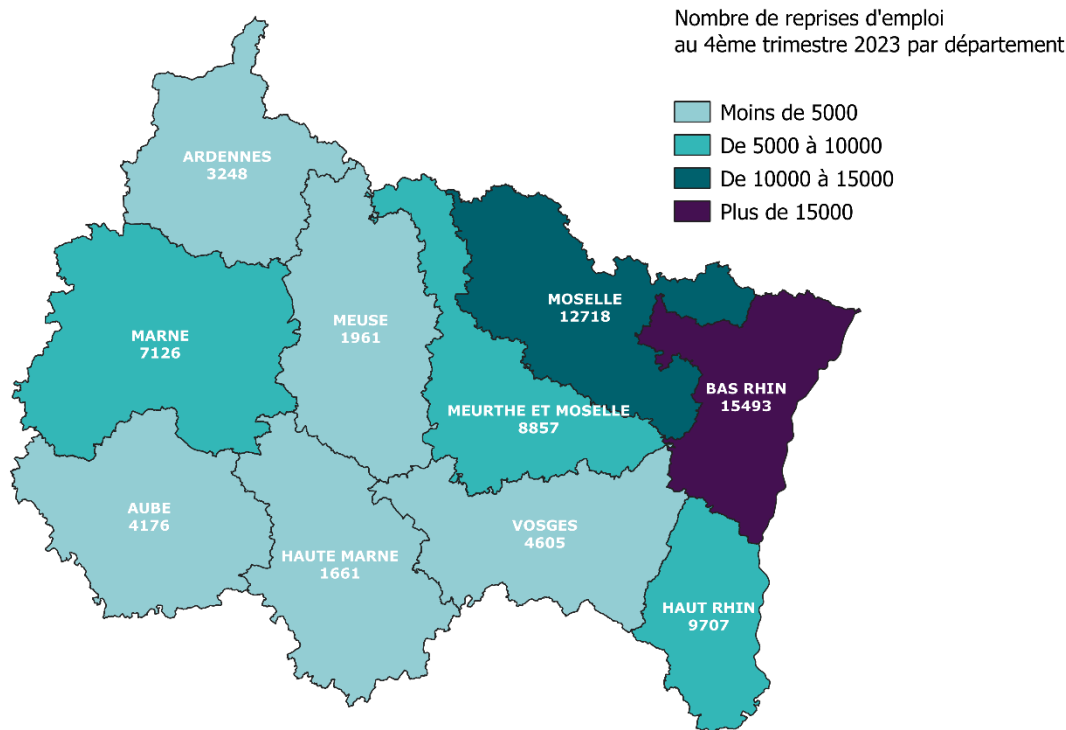 Nombre de reprises d'emploi
au 4ème trimestre 2023 par département
Moins de 5000
De 5000 à 10000
De 10000 à 15000
Plus de 15000
ARDENNES
3248
MARNE
7126
MEUSE
1961
MOSELLE
12718
BAS RHIN
15493
MEURTHE ET MOSELLE
8857
AUBE
4176
HAUTE MARNE
1661
VOSGES
4605
HAUT RHIN
9707